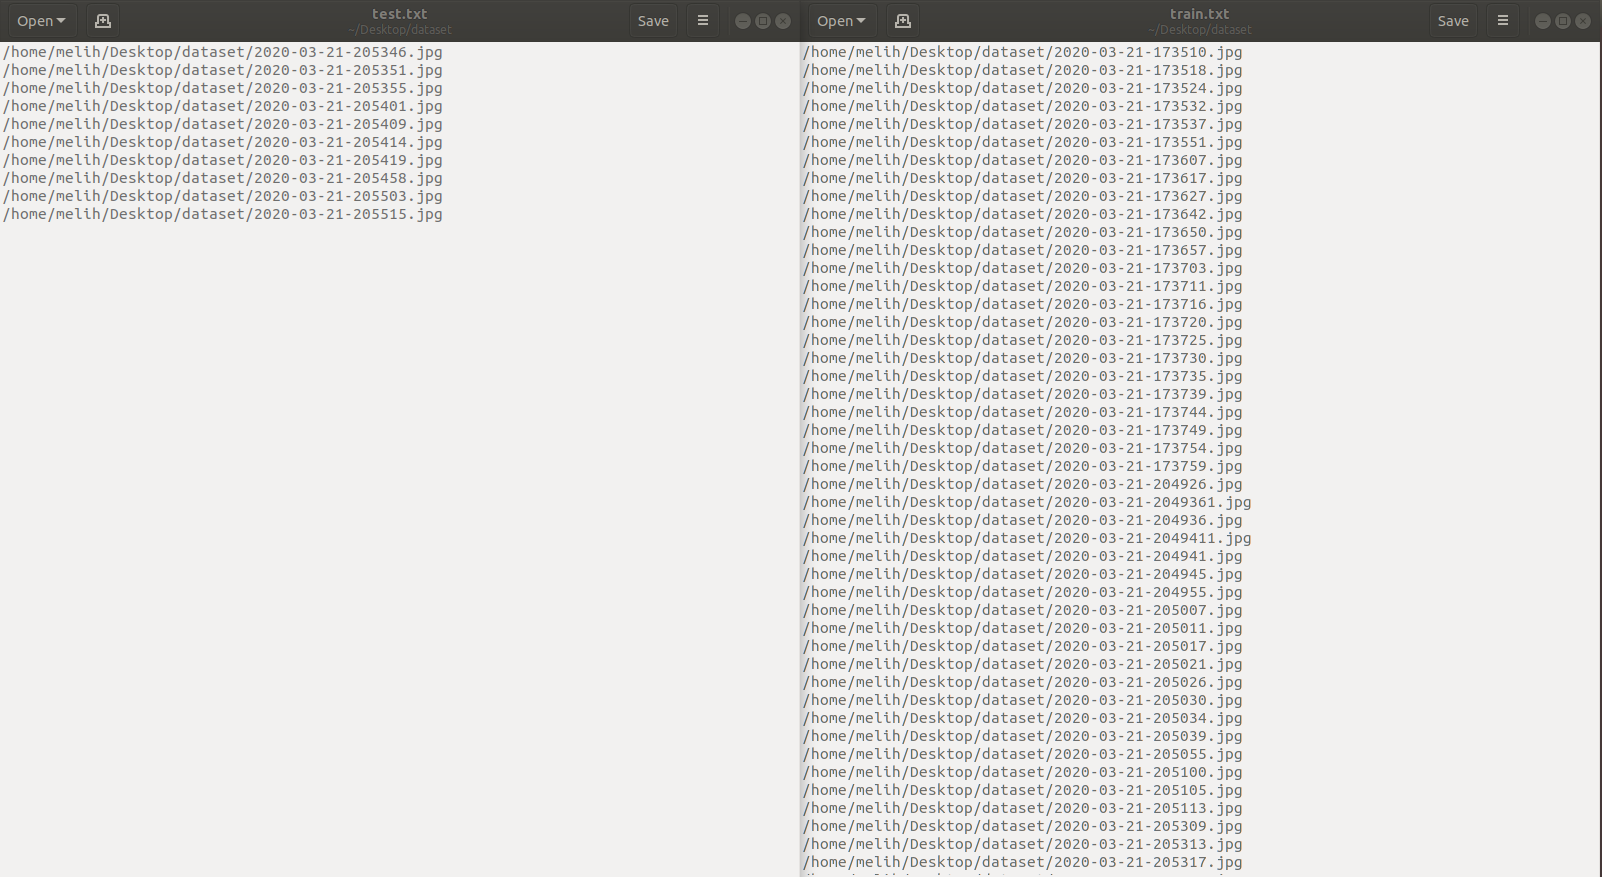 Open
test.txt
~/Desktop/dataset
Save
/home/melih/Desktop/dataset/2020-03-21-205346.jpg
/home/melih/Desktop/dataset/2020-03-21-205351.jpg
/home/melih/Desktop/dataset/2020-03-21-205355.jpg
/home/melih/Desktop/dataset/2020-03-21-205401.jpg
/home/melih/Desktop/dataset/2020-03-21-205409.jpg
/home/melih/Desktop/dataset/2020-03-21-205414.jpg
/home/melih/Desktop/dataset/2020-03-21-205419.jpg
/home/melih/Desktop/dataset/2020-03-21-205458.jpg
/home/melih/Desktop/dataset/2020-03-21-205503.jpg
/home/melih/Desktop/dataset/2020-03-21-205515.jpg
Open
train.txt
~/Desktop/dataset
Save
/home/melih/Desktop/dataset/2020-03-21-173510.jpg
/home/melih/Desktop/dataset/2020-03-21-173518.jpg
/home/melih/Desktop/dataset/2020-03-21-173524.jpg
/home/melih/Desktop/dataset/2020-03-21-173532.jpg
/home/melih/Desktop/dataset/2020-03-21-173537.jpg
/home/melih/Desktop/dataset/2020-03-21-173551.jpg
/home/melih/Desktop/dataset/2020-03-21-173607.jpg
/home/melih/Desktop/dataset/2020-03-21-173617.jpg
/home/melih/Desktop/dataset/2020-03-21-173627.jpg
/home/melih/Desktop/dataset/2020-03-21-173642.jpg
/home/melih/Desktop/dataset/2020-03-21-173650.jpg
/home/melih/Desktop/dataset/2020-03-21-173657.jpg
/home/melih/Desktop/dataset/2020-03-21-173703.jpg
/home/melih/Desktop/dataset/2020-03-21-173711.jpg
/home/melih/Desktop/dataset/2020-03-21-173716.jpg
/home/melih/Desktop/dataset/2020-03-21-173720.jpg
/home/melih/Desktop/dataset/2020-03-21-173725.jpg
/home/melih/Desktop/dataset/2020-03-21-173730.jpg
/home/melih/Desktop/dataset/2020-03-21-173735.jpg
/home/melih/Desktop/dataset/2020-03-21-173739.jpg
/home/melih/Desktop/dataset/2020-03-21-173744.jpg
/home/melih/Desktop/dataset/2020-03-21-173749.jpg
/home/melih/Desktop/dataset/2020-03-21-173754.jpg
/home/melih/Desktop/dataset/2020-03-21-173759.jpg
/home/melih/Desktop/dataset/2020-03-21-204926.jpg
/home/melih/Desktop/dataset/2020-03-21-2049361.jpg
/home/melih/Desktop/dataset/2020-03-21-204936.jpg
/home/melih/Desktop/dataset/2020-03-21-2049411.jpg
/home/melih/Desktop/dataset/2020-03-21-204941.jpg
/home/melih/Desktop/dataset/2020-03-21-204945.jpg
/home/melih/Desktop/dataset/2020-03-21-204955.jpg
/home/melih/Desktop/dataset/2020-03-21-205007.jpg
/home/melih/Desktop/dataset/2020-03-21-205011.jpg
/home/melih/Desktop/dataset/2020-03-21-205017.jpg
/home/melih/Desktop/dataset/2020-03-21-205021.jpg
/home/melih/Desktop/dataset/2020-03-21-205026.jpg
/home/melih/Desktop/dataset/2020-03-21-205030.jpg
/home/melih/Desktop/dataset/2020-03-21-205034.jpg
/home/melih/Desktop/dataset/2020-03-21-205039.jpg
/home/melih/Desktop/dataset/2020-03-21-205055.jpg
/home/melih/Desktop/dataset/2020-03-21-205100.jpg
/home/melih/Desktop/dataset/2020-03-21-205105.jpg
/home/melih/Desktop/dataset/2020-03-21-205113.jpg
/home/melih/Desktop/dataset/2020-03-21-205309.jpg
/home/melih/Desktop/dataset/2020-03-21-205313.jpg
/home/melih/Desktop/dataset/2020-03-21-205317.jpg